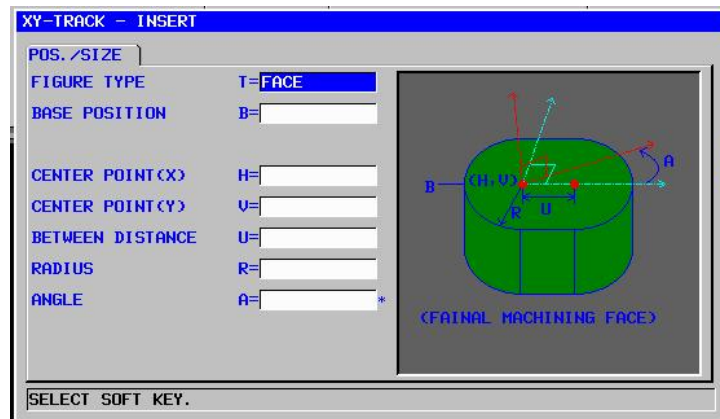 XY-TRACK - INSERT
POS./SIZE
FIGURE TYPE T=FACE
BASE POSITION B=
CENTER POINT(X) H=
CENTER POINT(Y) V=
BETWEEN DISTANCE U=
RADIUS R=
ANGLE A= *
A
B
(H,V)
R
U
(FAINAL MACHINING FACE)
SELECT SOFT KEY.